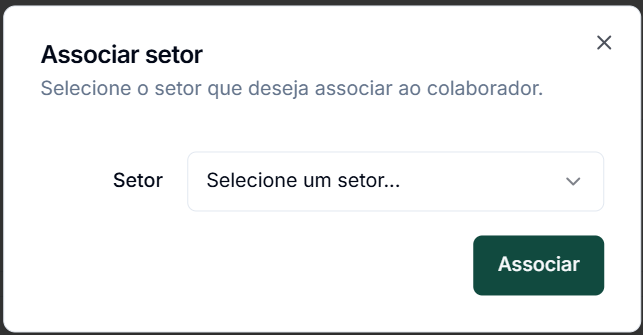 Associar setor
Selecione o setor que deseja associar ao colaborador.
Setor
Selecione um setor...
Associar